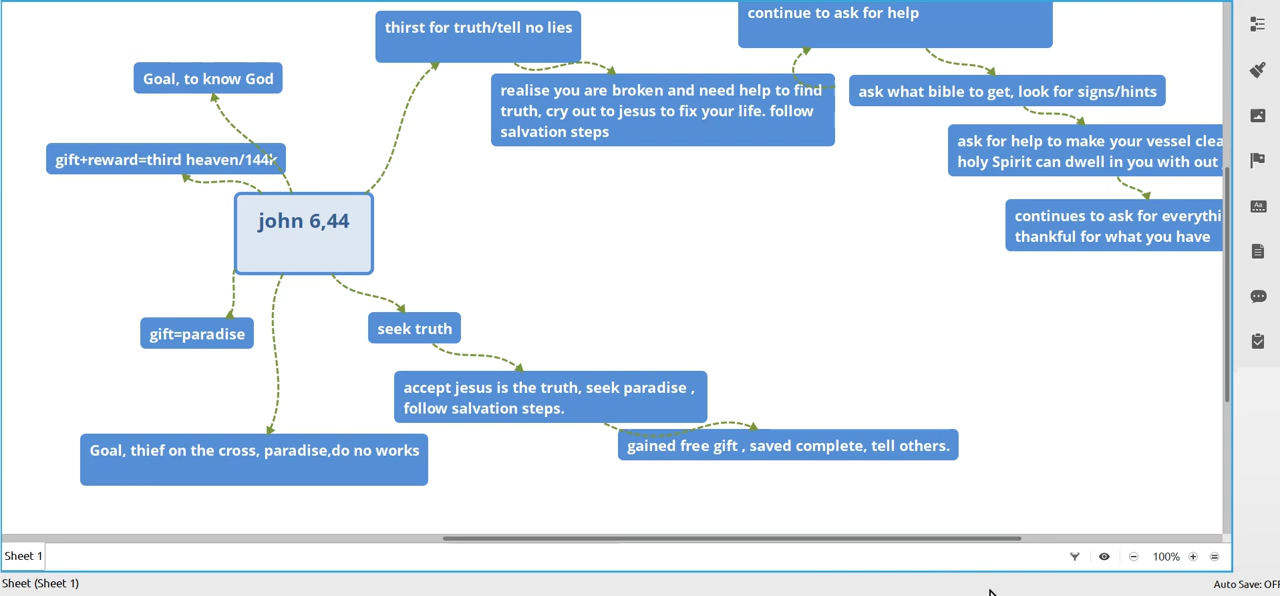 continue to ask for help
thirst for truth/tell no lies
Goal, to know God
realise you are broken and need help to find
truth, cry out to jesus to fix your life. follow
salvation steps
ask what bible to get, look for signs/hints
gift+reward=third heaven/144k
ask for help to make your vessel clea
holy Spirit can dwell in you with out
john 6,44
continues to ask for everythi
thankful for what you have
gift=paradise
seek truth
accept jesus is the truth, seek paradise ,
follow salvation steps.
Goal, thief on the cross, paradise,do no works
gained free gift , saved complete, tell others.
Sheet 1
100%
Sheet (Sheet 1)
Auto Save: OFF
Aa